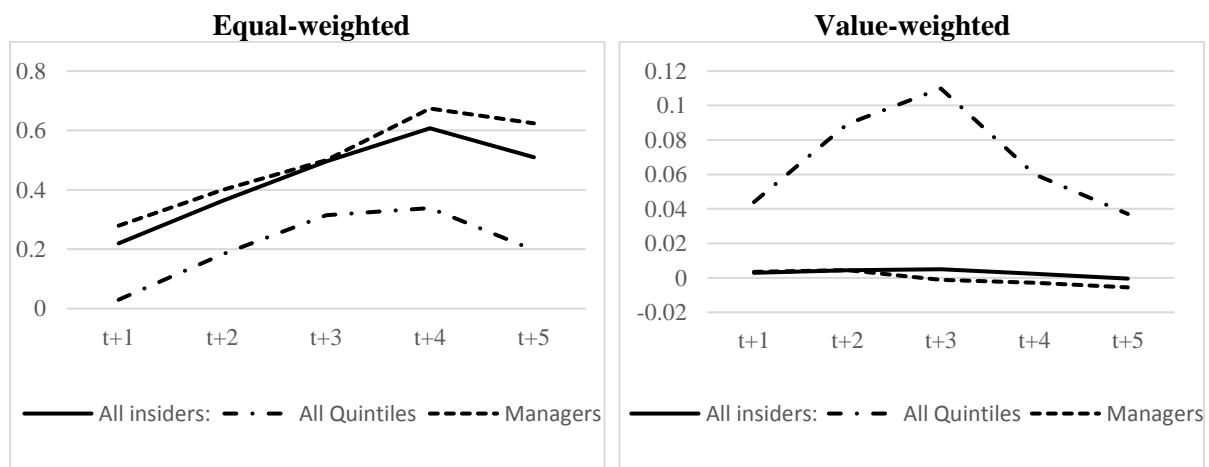 Equal-weighted
0.8
0.6
0.4
0.2
0
t+1 t+2 t+3 t+4 t+5
All insiders: All Quintiles Managers
Value-weighted
0.12
0.1
0.08
0.06
0.04
0.02
0
-0.02
t+1 t+2 t+3 t+4 t+5
All insiders: All Quintiles Managers